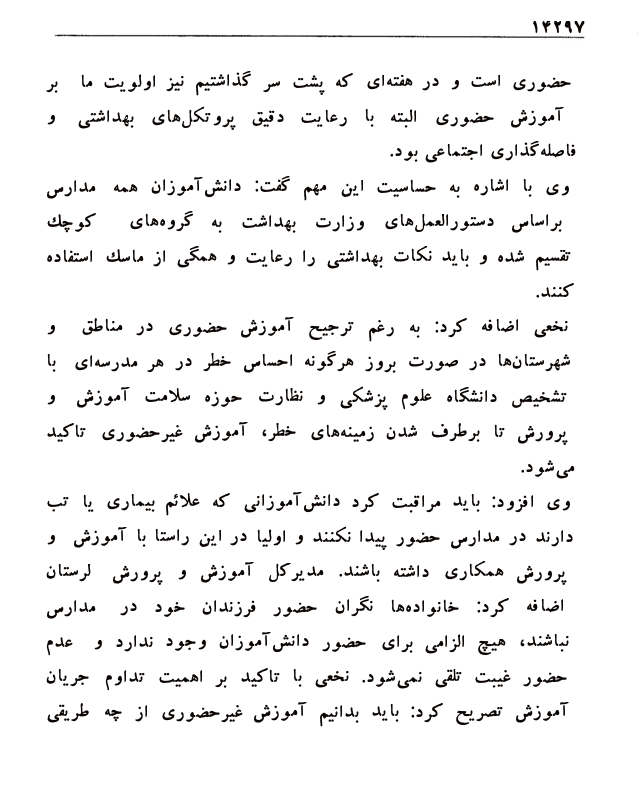 ۱۴۲۹۷
حضوری است و در هفته‌ای که پشت سر گذاشتیم نیز اولویت ما بر
آموزش حضوری البته با رعایت دقیق پروتکل‌های بهداشتی و
فاصله‌گذاری اجتماعی بود.
وی با اشاره به حساسیت این مهم گفت: دانش‌آموزان همه مدارس
براساس دستورالعمل‌های وزارت بهداشت به گروه‌های کوچك
تقسیم شده و باید نکات بهداشتی را رعایت و همگی از ماسك استفاده
کنند.
نخعی اضافه کرد: به رغم ترجیح آموزش حضوری در مناطق و
شهرستان‌ها در صورت بروز هرگونه احساس خطر در هر مدرسه‌ای با
تشخیص دانشگاه علوم پزشکی و نظارت حوزه سلامت آموزش و
پرورش تا برطرف شدن زمینه‌های خطر، آموزش غیرحضوری تاکید
می‌شود.
وی افزود: باید مراقبت کرد دانش‌آموزانی که علائم بیماری یا تب
دارند در مدارس حضور پیدا نکنند و اولیا در این راستا با آموزش و
پرورش همکاری داشته باشند. مدیرکل آموزش و پرورش لرستان
اضافه کرد: خانواده‌ها نگران حضور فرزندان خود در مدارس
نباشند، هیچ الزامی برای حضور دانش‌آموزان وجود ندارد و عدم
حضور غیبت تلقی نمی‌شود. نخعی با تاکید بر اهمیت تداوم جریان
آموزش تصریح کرد: باید بدانیم آموزش غیرحضوری از چه طریقی